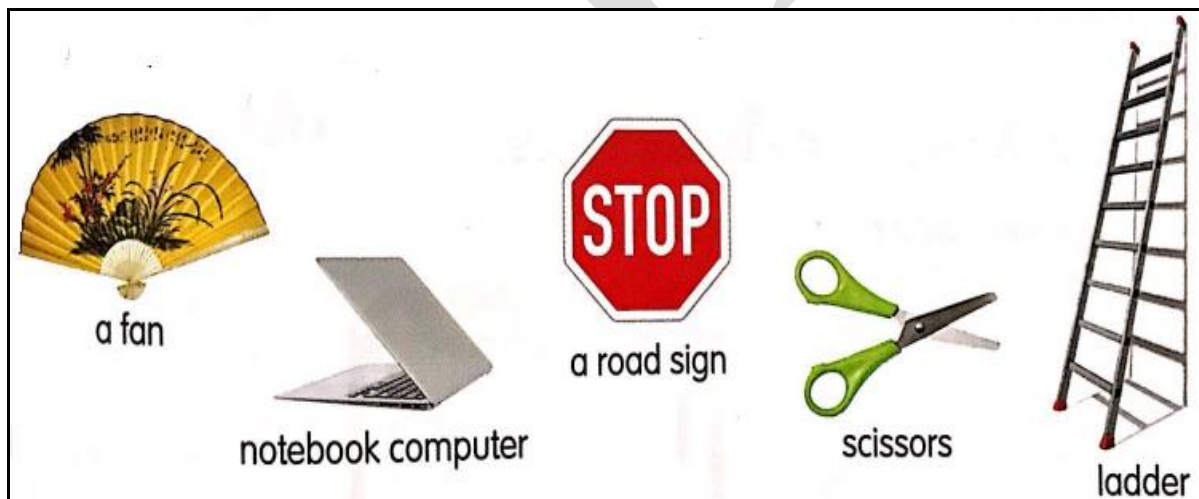 a fan
notebook computer
STOP
a road sign
scissors
ladder